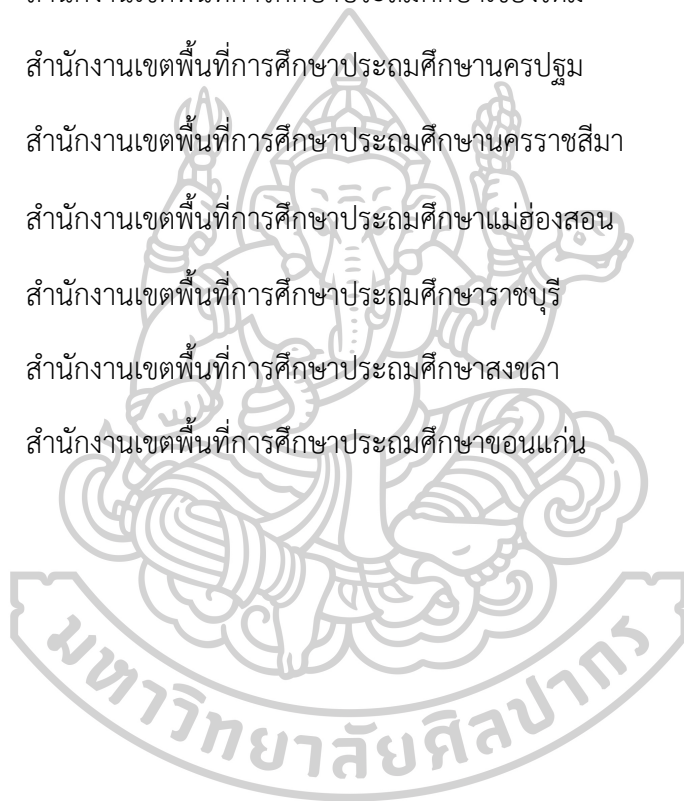 สำนักงานเขตพื้นที่การศึกษาประถมศึกษานครปฐม
สำนักงานเขตพื้นที่การศึกษาประถมศึกษานครราชสีมา
สำนักงานเขตพื้นที่การศึกษาประถมศึกษาแม่ฮ่องสอน
สำนักงานเขตพื้นที่การศึกษาประถมศึกษาราชบุรี
สำนักงานเขตพื้นที่การศึกษาประถมศึกษาสงขลา
สำนักงานเขตพื้นที่การศึกษาประถมศึกษาขอนแก่น
มหาวิทยาลัยศิลปากร